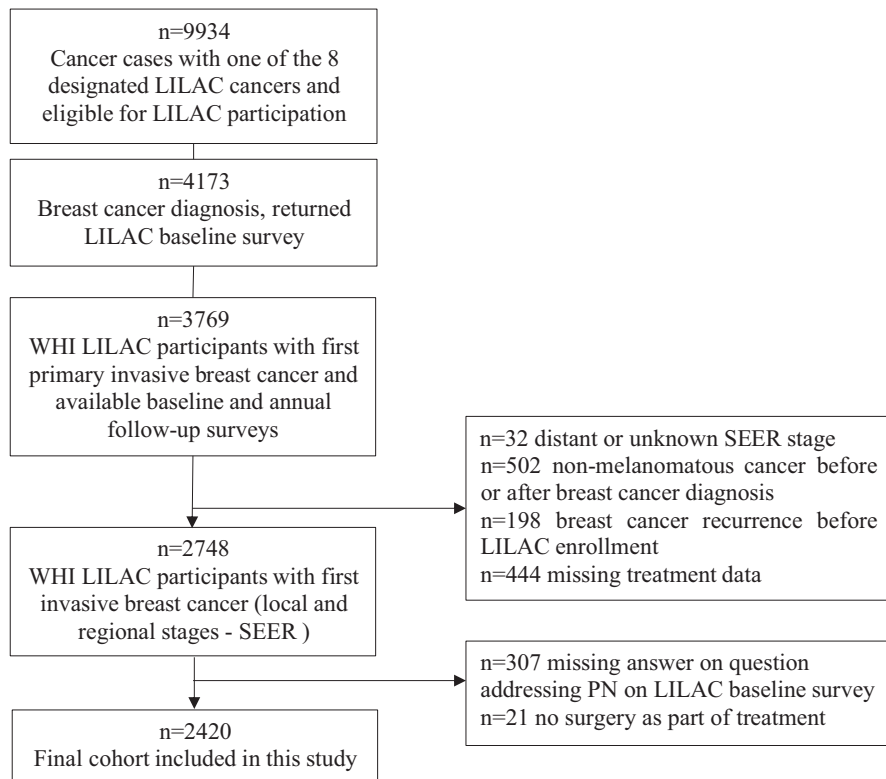 n=9934
Cancer cases with one of the 8
designated LILAC cancers and
eligible for LILAC participation
n=4173
Breast cancer diagnosis, returned
LILAC baseline survey
n=3769
WHI LILAC participants with first
primary invasive breast cancer and
available baseline and annual
follow-up surveys
n=32 distant or unknown SEER stage
n=502 non-melanomatous cancer before
or after breast cancer diagnosis
n=198 breast cancer recurrence before
LILAC enrollment
n=444 missing treatment data
n=2748
WHI LILAC participants with first
invasive breast cancer (local and
regional stages - SEER )
n=307 missing answer on question
addressing PN on LILAC baseline survey
n=21 no surgery as part of treatment
n=2420
Final cohort included in this study